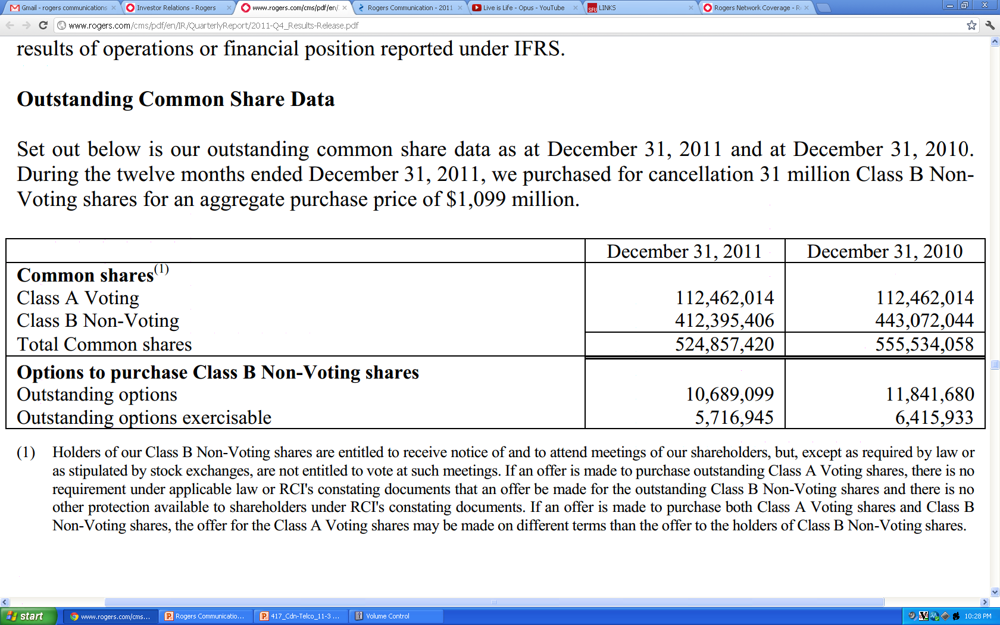 Gmail - rogers communications
Investor Relations - Rogers
www.rogers.com/cms/pdf/en/
Rogers Communication - 2011
Live is Life - Opus - YouTube
SFU LINKS
Rogers Network Coverage - R
www.rogers.com/cms/pdf/en/IR/QuarterlyReport/2011-Q4_Results-Release.pdf
results of operations or financial position reported under IFRS.
Outstanding Common Share Data
Set out below is our outstanding common share data as at December 31, 2011 and at December 31, 2010.
During the twelve months ended December 31, 2011, we purchased for cancellation 31 million Class B Non-
Voting shares for an aggregate purchase price of $1,099 million.
December 31, 2011 December 31, 2010
Common shares(1)
Class A Voting 112,462,014 112,462,014
Class B Non-Voting 412,395,406 443,072,044
Total Common shares 524,857,420 555,534,058
Options to purchase Class B Non-Voting shares
Outstanding options 10,689,099 11,841,680
Outstanding options exercisable 5,716,945 6,415,933
(1) Holders of our Class B Non-Voting shares are entitled to receive notice of and to attend meetings of our shareholders, but, except as required by law or
as stipulated by stock exchanges, are not entitled to vote at such meetings. If an offer is made to purchase outstanding Class A Voting shares, there is no
requirement under applicable law or RCI's constating documents that an offer be made for the outstanding Class B Non-Voting shares and there is no
other protection available to shareholders under RCI's constating documents. If an offer is made to purchase both Class A Voting shares and Class B
Non-Voting shares, the offer for the Class A Voting shares may be made on different terms than the offer to the holders of Class B Non-Voting shares.
start www.rogers.com/cms... Rogers Communicatio... 417_Cdn-Telco_11-3 ... Volume Control 10:28 PM